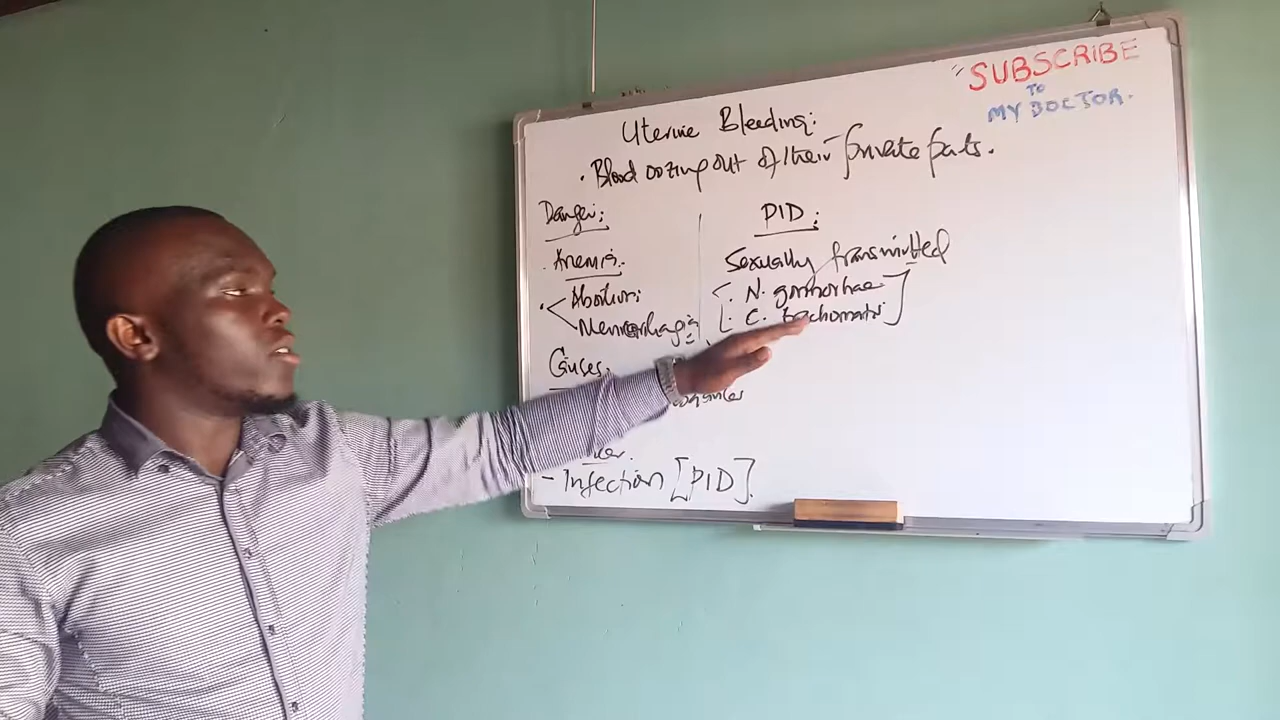 SUBSCRIBE
TO
MY DOCTOR.
Uterine Bleeding:
. Blood oozing out of their private parts.
Danger:
. Anemia.
. Abortion:
Menorrhagia
Causes.
- Infection [PID].
PID:
Sexually transmitted
. N. gonorrhae
. C. trachomatis